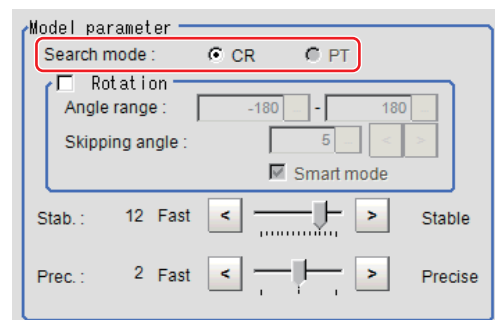 Model parameter
Search mode : CR PT
Rotation
Angle range : -180 ... - 180 ...
Skipping angle : 5 ... < >
Smart mode
Stab. : 12 Fast < > Stable
Prec. : 2 Fast < > Precise